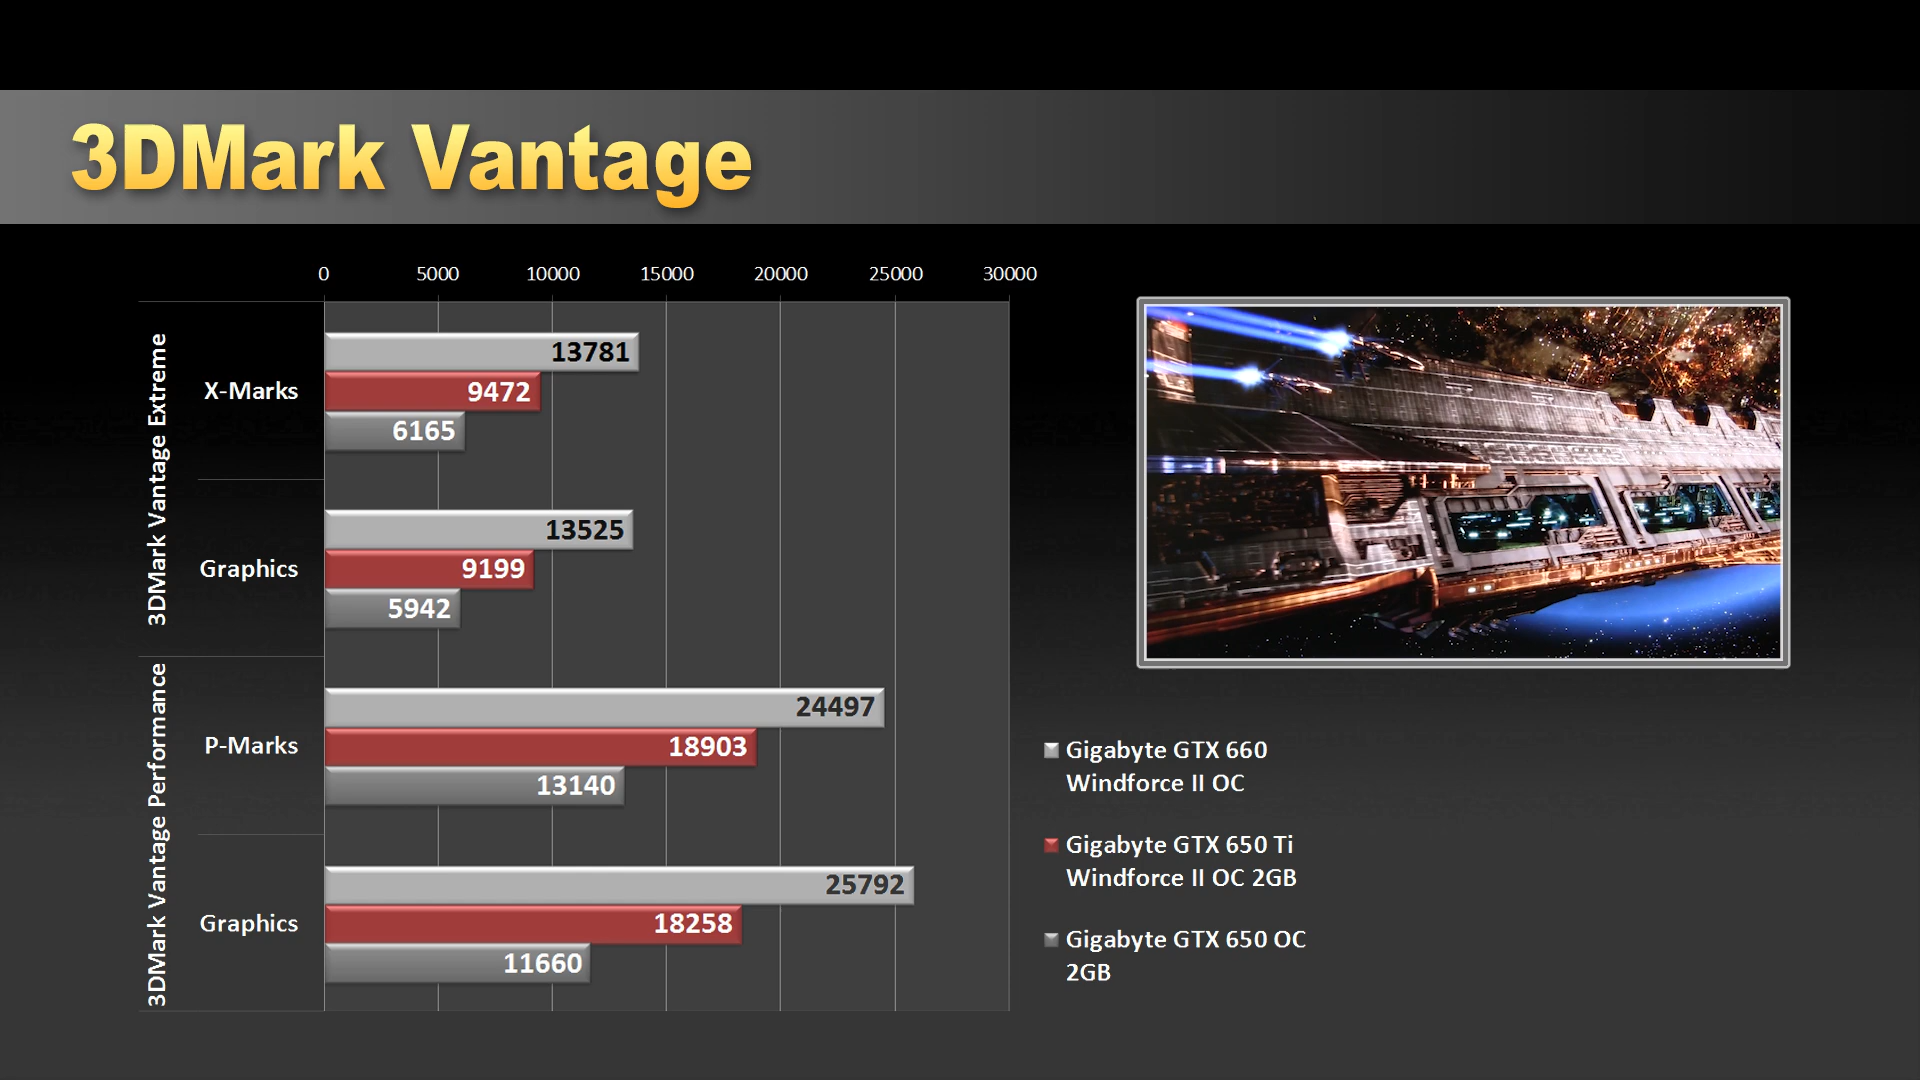 3DMark Vantage
0 5000 10000 15000 20000 25000 30000
3DMark Vantage Extreme
X-Marks
13781
9472
6165
Graphics
13525
9199
5942
3DMark Vantage Performance
P-Marks
24497
18903
13140
Graphics
25792
18258
11660
Gigabyte GTX 660
Windforce II OC
Gigabyte GTX 650 Ti
Windforce II OC 2GB
Gigabyte GTX 650 OC
2GB